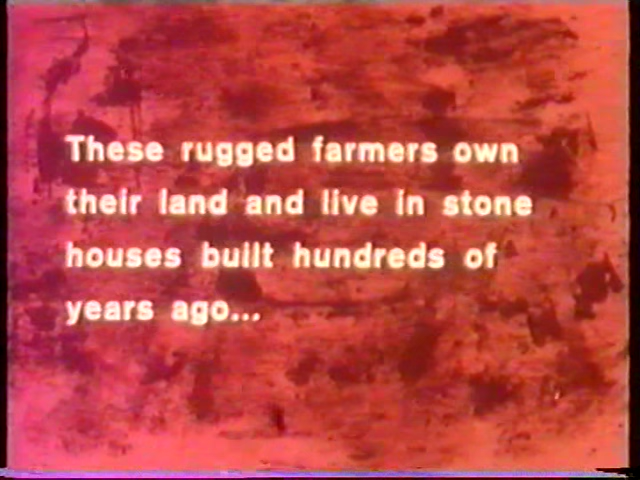 These rugged farmers own
their land and live in stone
houses built hundreds of
years ago...